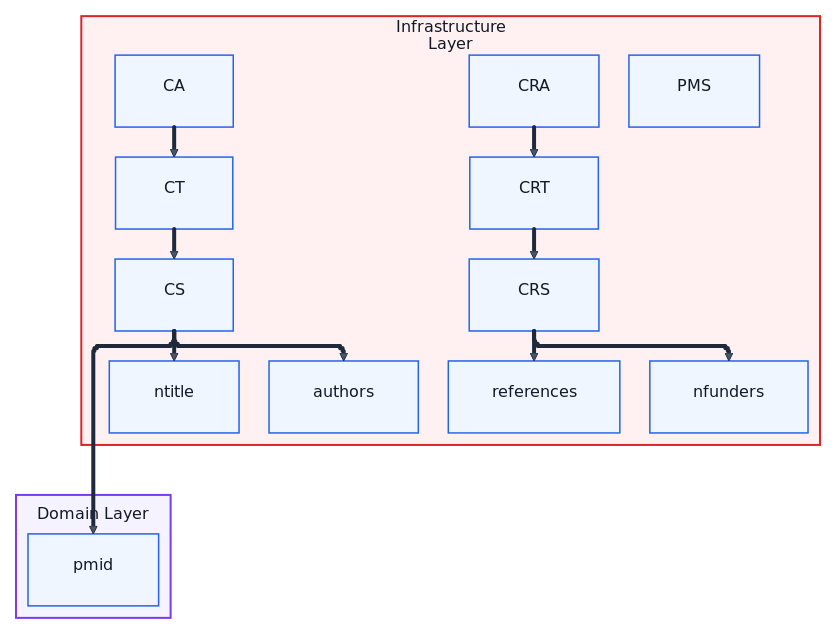 Infrastructure
Layer
CA
CRA
PMS
CT
CRT
CS
CRS
ntitle
authors
references
nfunders
Domain Layer
pmid